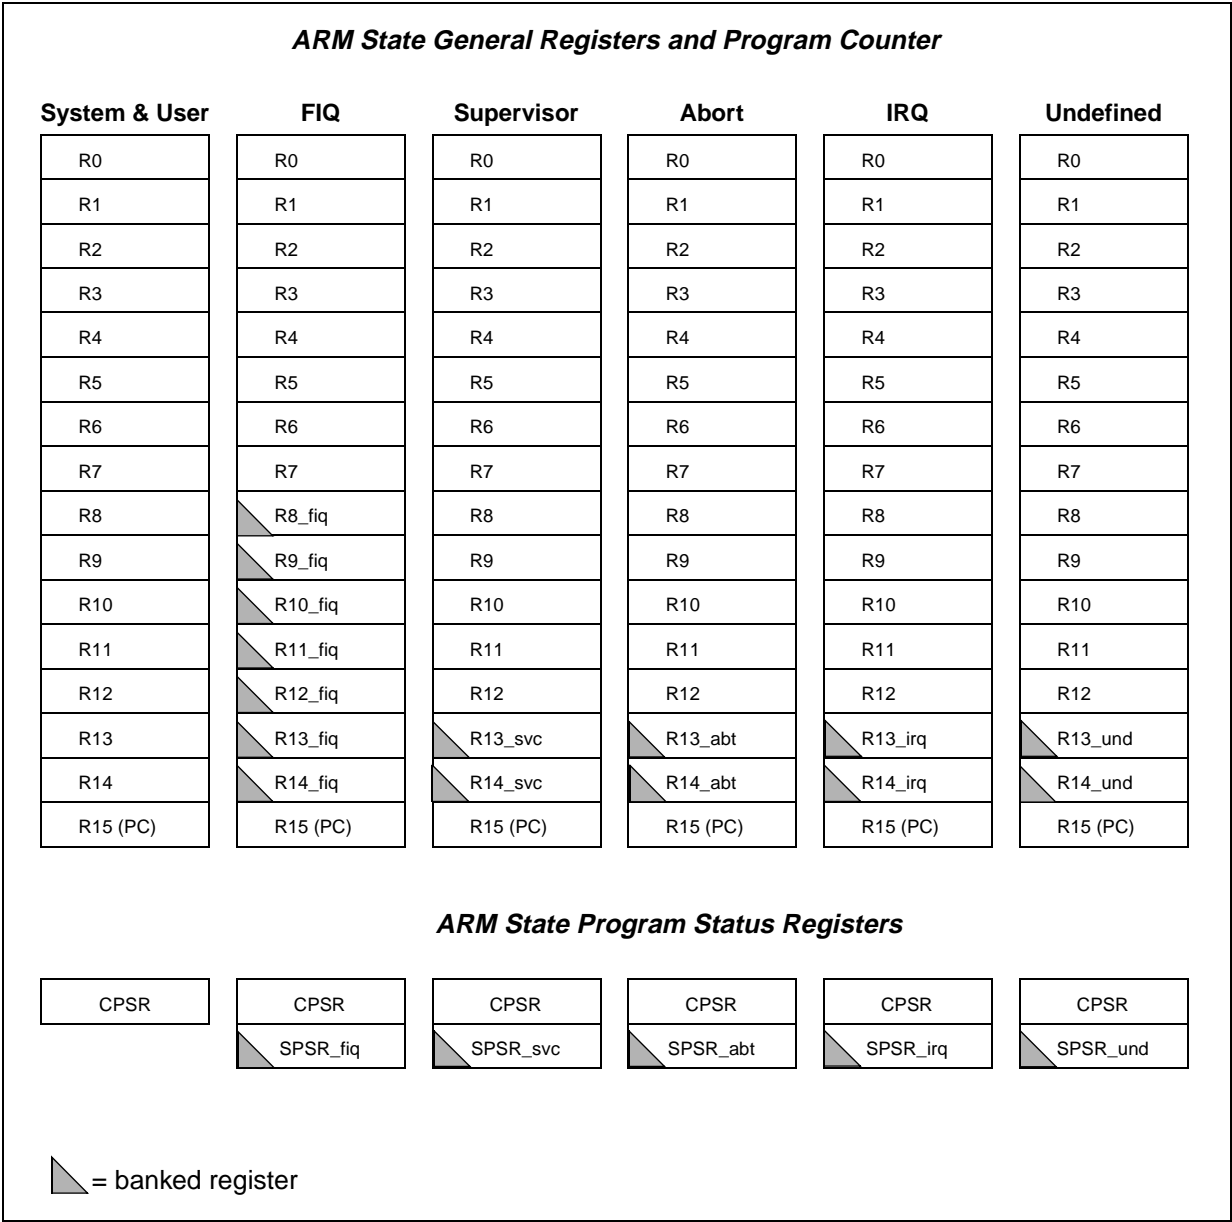 ARM State General Registers and Program Counter
System & User FIQ Supervisor Abort IRQ Undefined
R0 R0 R0 R0 R0 R0
R1 R1 R1 R1 R1 R1
R2 R2 R2 R2 R2 R2
R3 R3 R3 R3 R3 R3
R4 R4 R4 R4 R4 R4
R5 R5 R5 R5 R5 R5
R6 R6 R6 R6 R6 R6
R7 R7 R7 R7 R7 R7
R8 R8_fiq R8 R8 R8 R8
R9 R9_fiq R9 R9 R9 R9
R10 R10_fiq R10 R10 R10 R10
R11 R11_fiq R11 R11 R11 R11
R12 R12_fiq R12 R12 R12 R12
R13 R13_fiq R13_svc R13_abt R13_irq R13_und
R14 R14_fiq R14_svc R14_abt R14_irq R14_und
R15 (PC) R15 (PC) R15 (PC) R15 (PC) R15 (PC) R15 (PC)
ARM State Program Status Registers
CPSR CPSR CPSR CPSR CPSR CPSR
SPSR_fiq SPSR_svc SPSR_abt SPSR_irq SPSR_und
= banked register